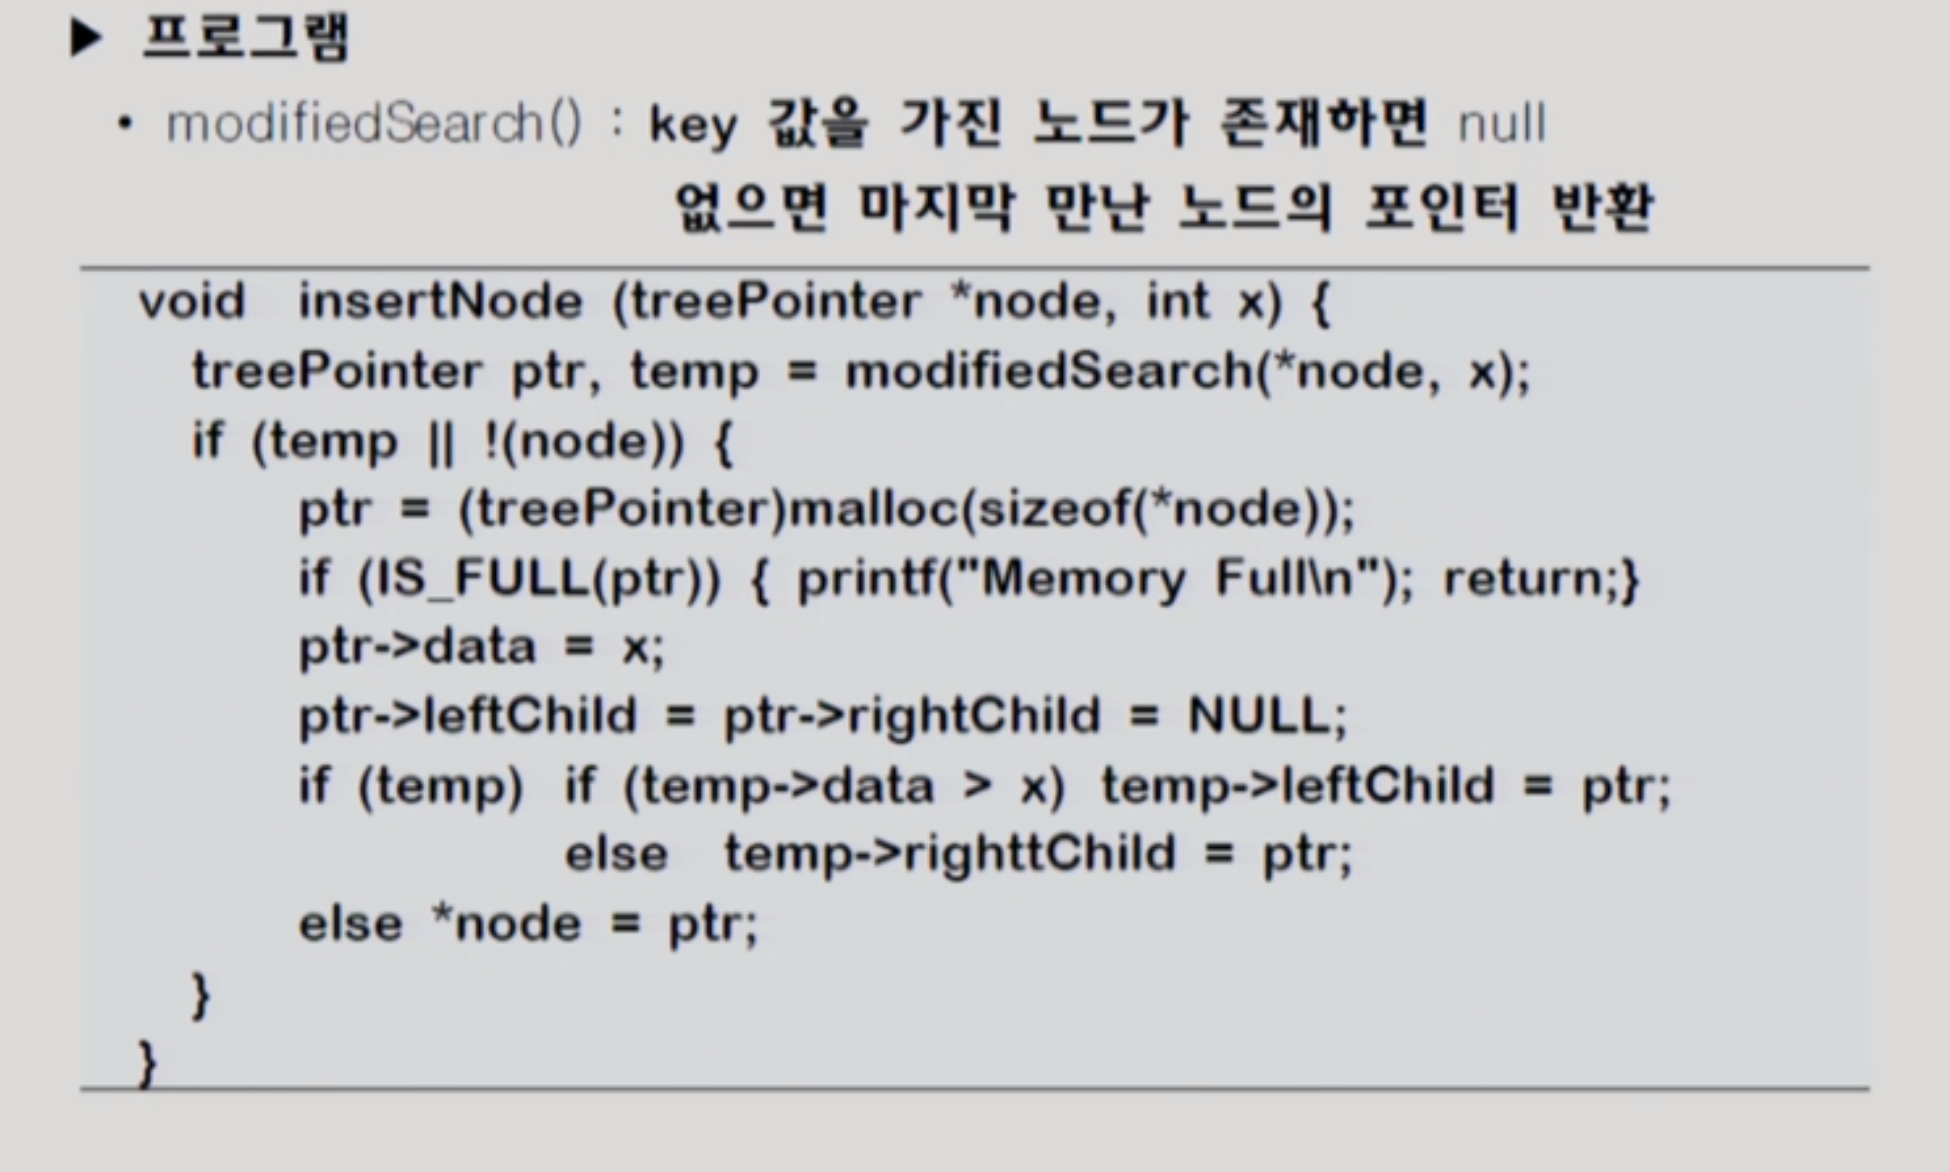 ▶ 프로그램
• modifiedSearch() : key 값을 가진 노드가 존재하면 null
없으면 마지막 만난 노드의 포인터 반환
void insertNode (treePointer *node, int x) {
treePointer ptr, temp = modifiedSearch(*node, x);
if (temp || !(node)) {
ptr = (treePointer)malloc(sizeof(*node));
if (IS_FULL(ptr)) { printf("Memory Full\n"); return;}
ptr->data = x;
ptr->leftChild = ptr->rightChild = NULL;
if (temp) if (temp->data > x) temp->leftChild = ptr;
else temp->righttChild = ptr;
else *node = ptr;
}
}